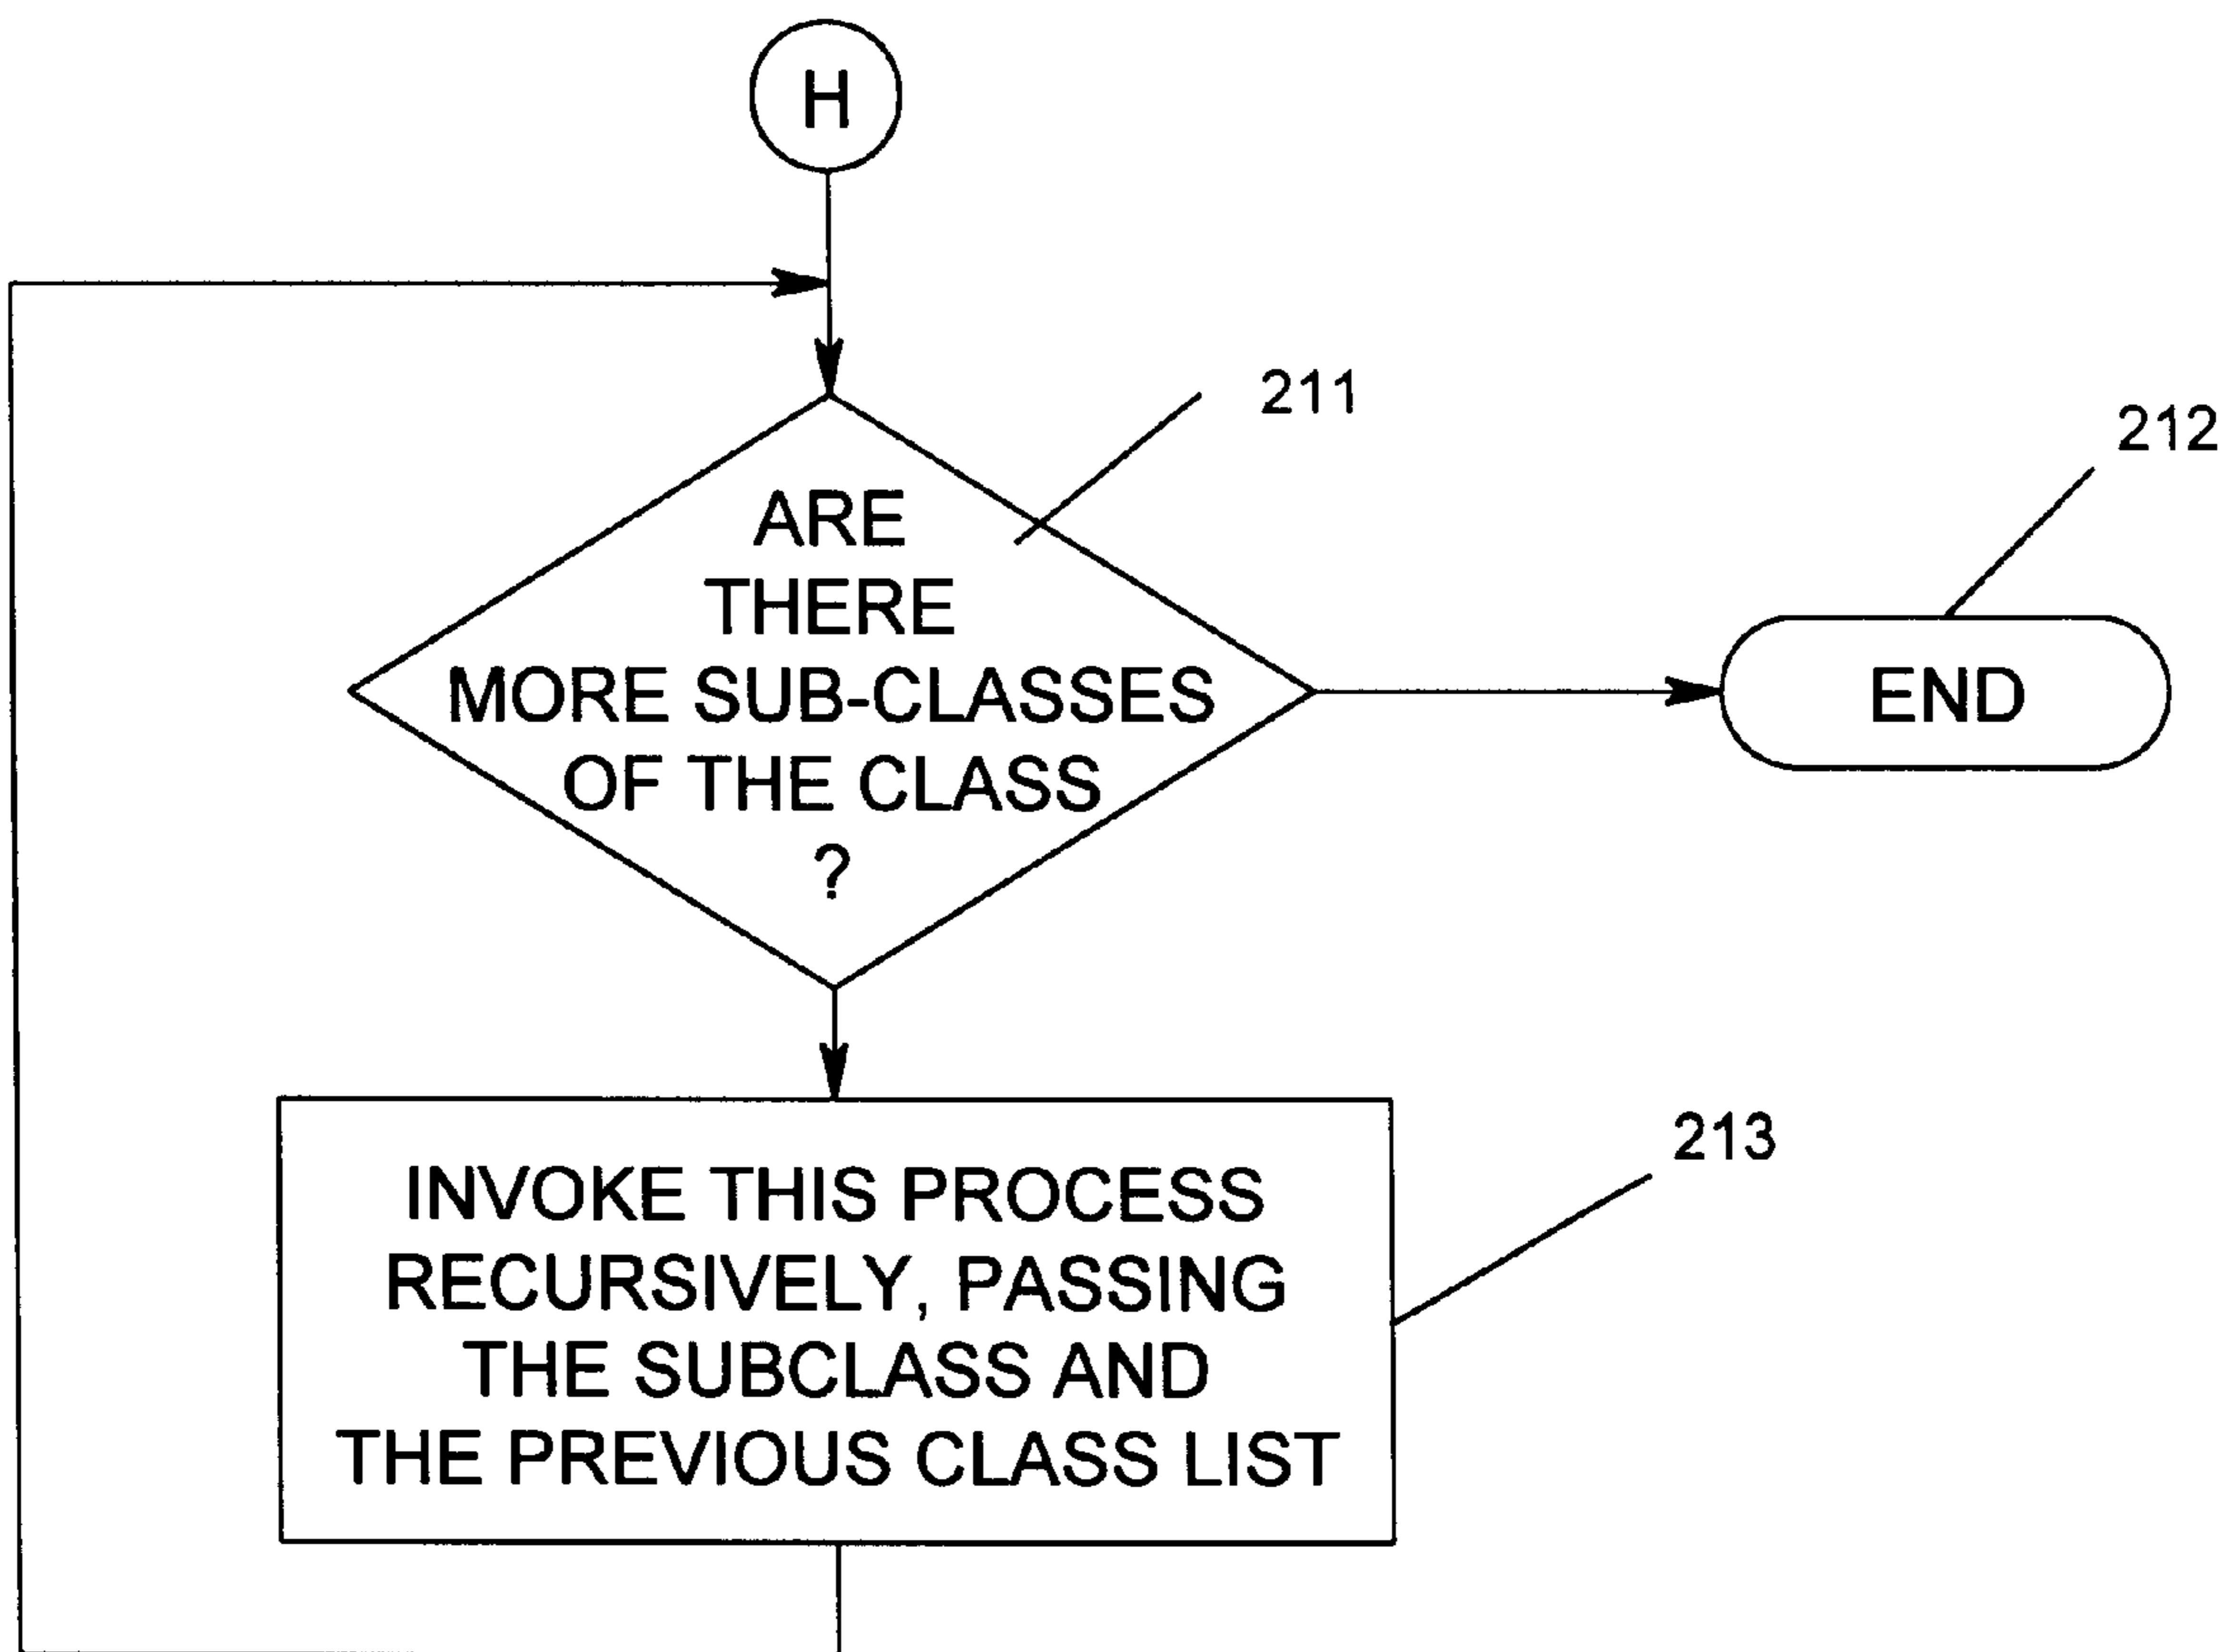 H
211
212
ARE
THERE
MORE SUB-CLASSES
OF THE CLASS
?
END
213
INVOKE THIS PROCESS
RECURSIVELY, PASSING
THE SUBCLASS AND
THE PREVIOUS CLASS LIST